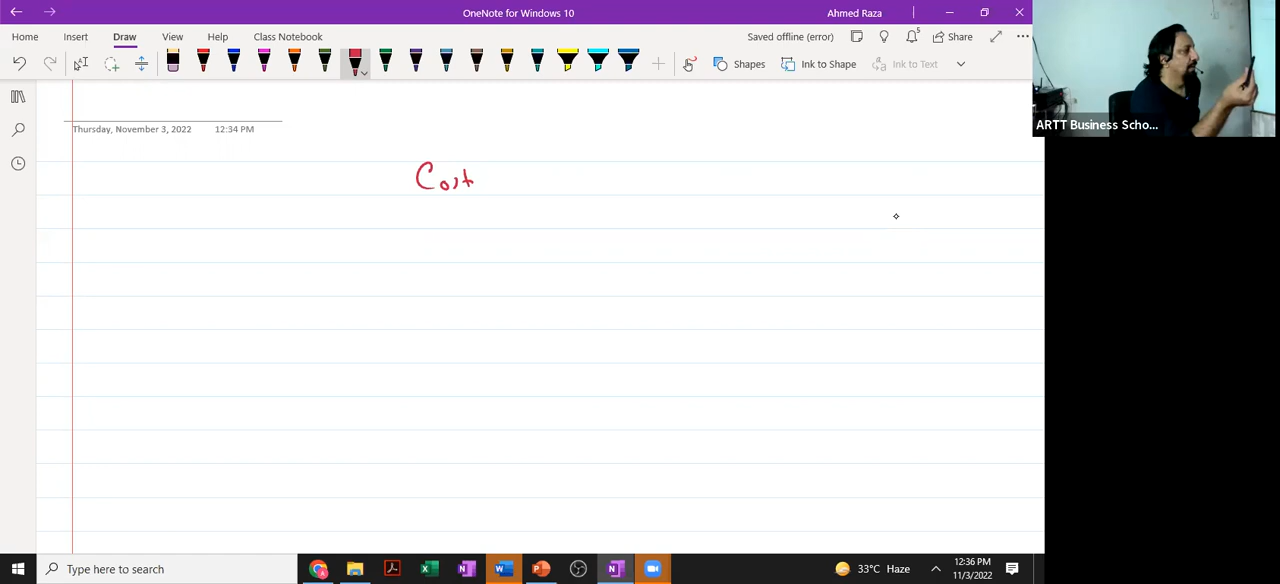 OneNote for Windows 10
Ahmed Raza
Home Insert Draw View Help Class Notebook
Saved offline (error)
Share
Shapes
Ink to Shape
Ink to Text
ARTT Business Scho...
Thursday, November 3, 2022 12:34 PM
Cost
Type here to search
33°C Haze
12:36 PM
11/3/2022